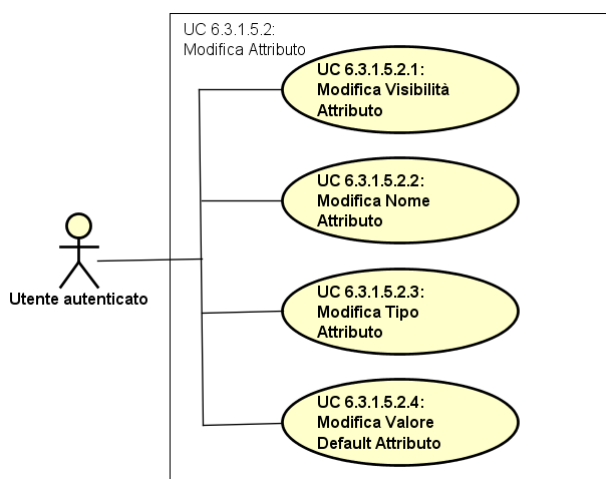 UC 6.3.1.5.2:
Modifica Attributo
UC 6.3.1.5.2.1:
Modifica Visibilità
Attributo
UC 6.3.1.5.2.2:
Modifica Nome
Attributo
Utente autenticato
UC 6.3.1.5.2.3:
Modifica Tipo
Attributo
UC 6.3.1.5.2.4:
Modifica Valore
Default Attributo